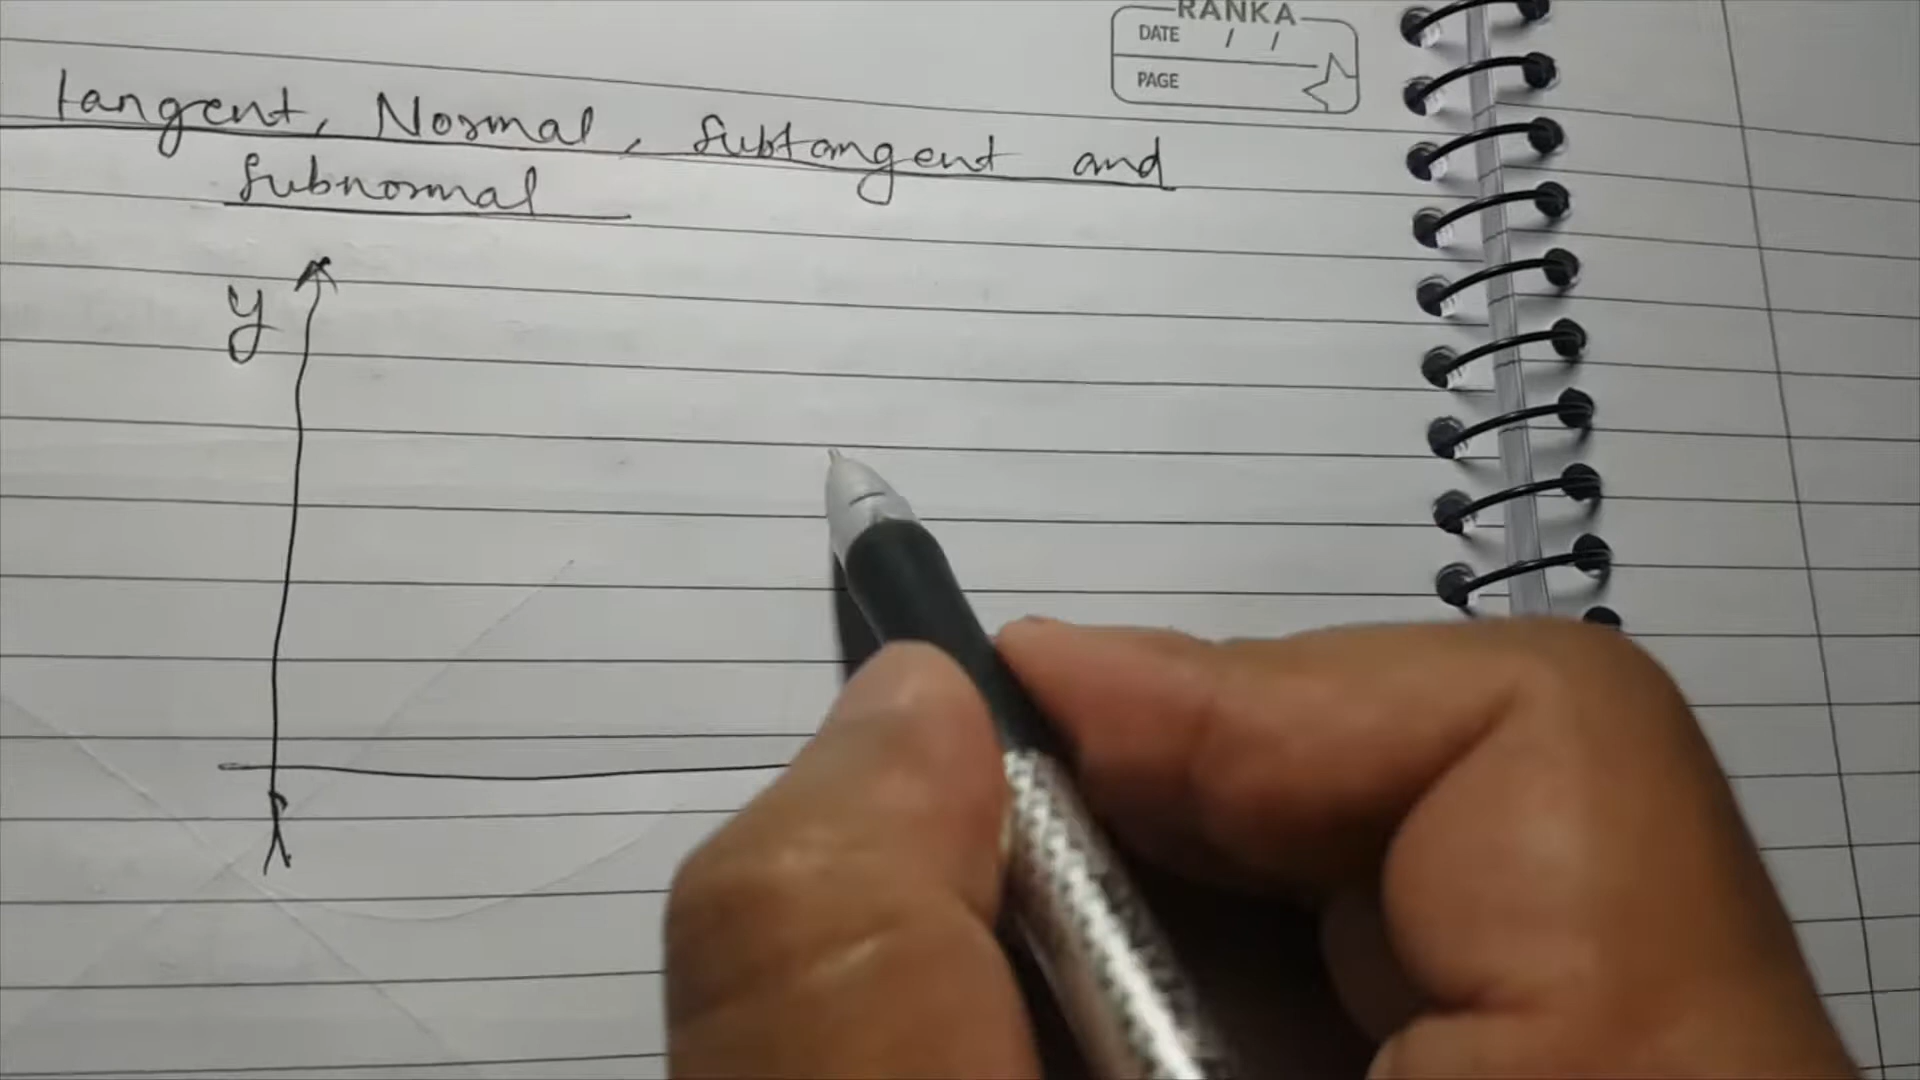 RANKA
DATE / /
PAGE
tangent, Normal, Subtangent and
Subnormal
y